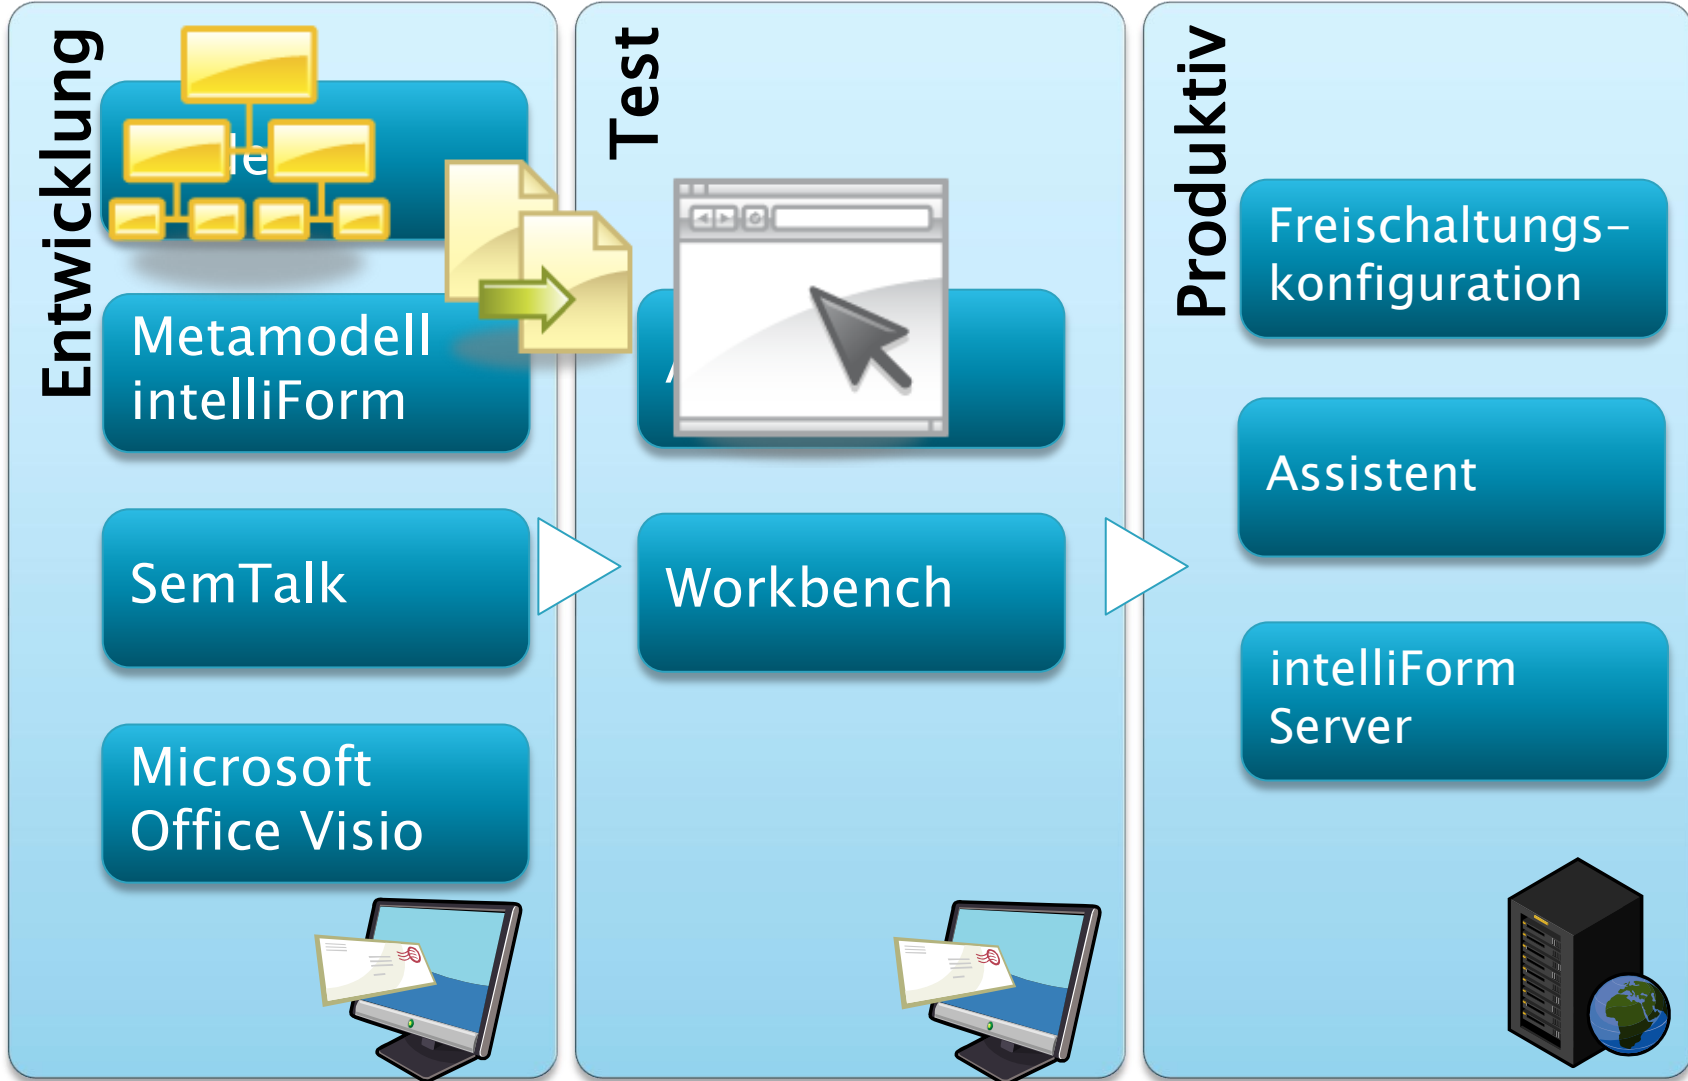 Entwicklung
Metamodell
intelliForm
SemTalk
Microsoft
Office Visio
Test
Workbench
Produktiv
Freischaltungs-
konfiguration
Assistent
intelliForm
Server